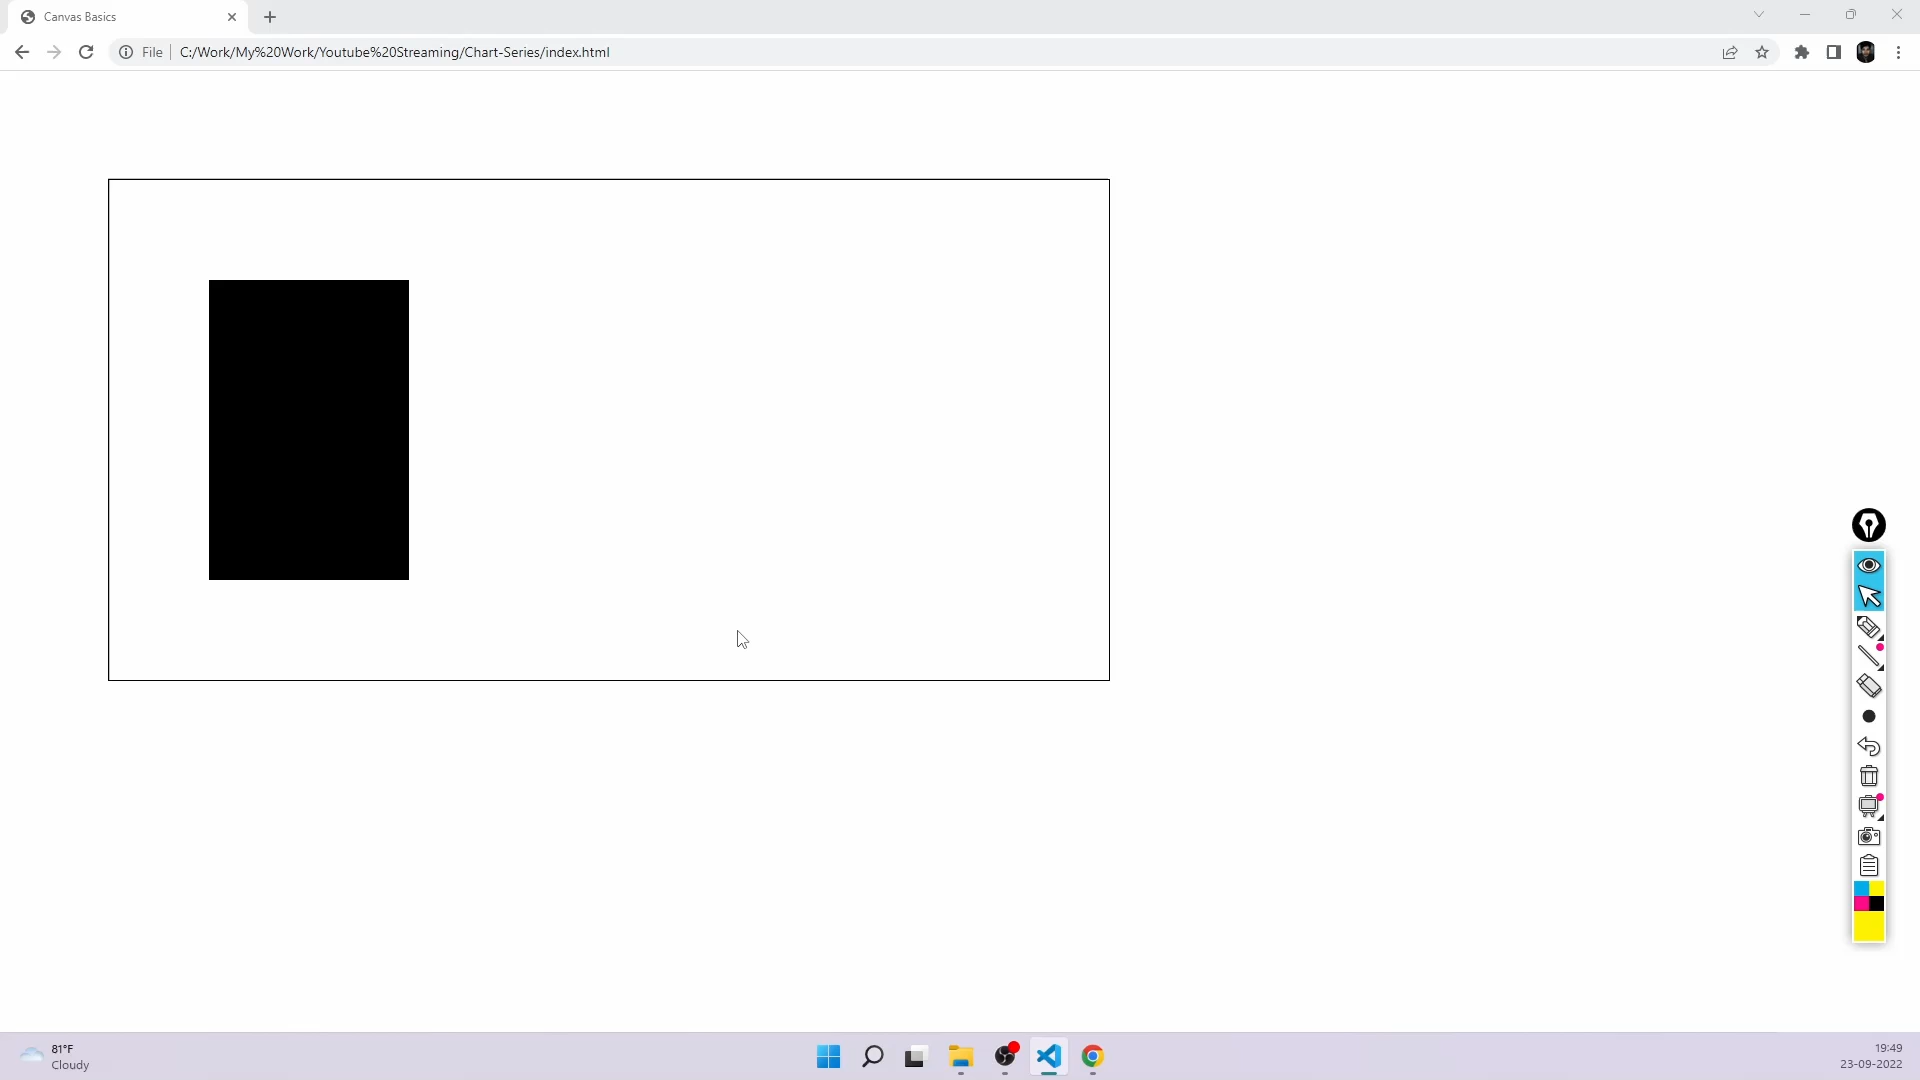 Canvas Basics
File
C:/Work/My%20Work/Youtube%20Streaming/Chart-Series/index.html
81°F
Cloudy
19:49
23-09-2022